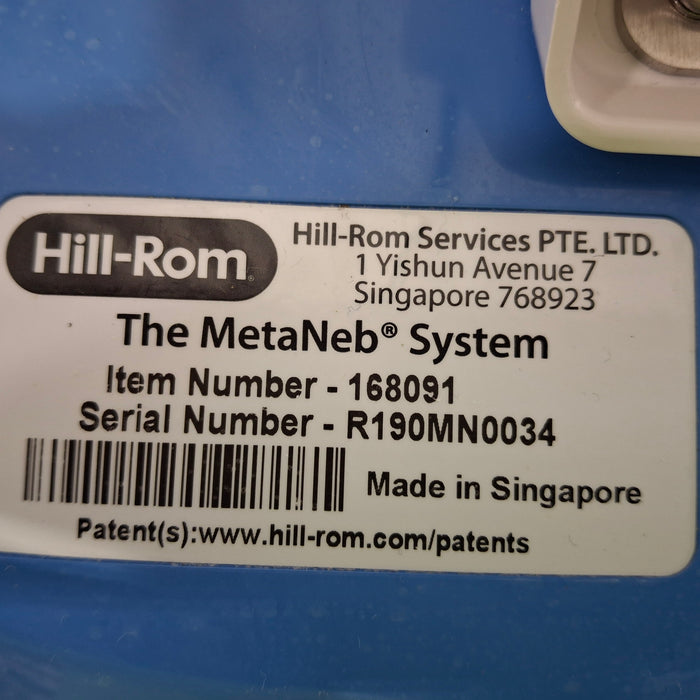 Hill-Rom®
Hill-Rom Services PTE. LTD.
1 Yishun Avenue 7
Singapore 768923
The MetaNeb® System
Item Number - 168091
Serial Number - R190MN0034
Made in Singapore
Patent(s):www.hill-rom.com/patents